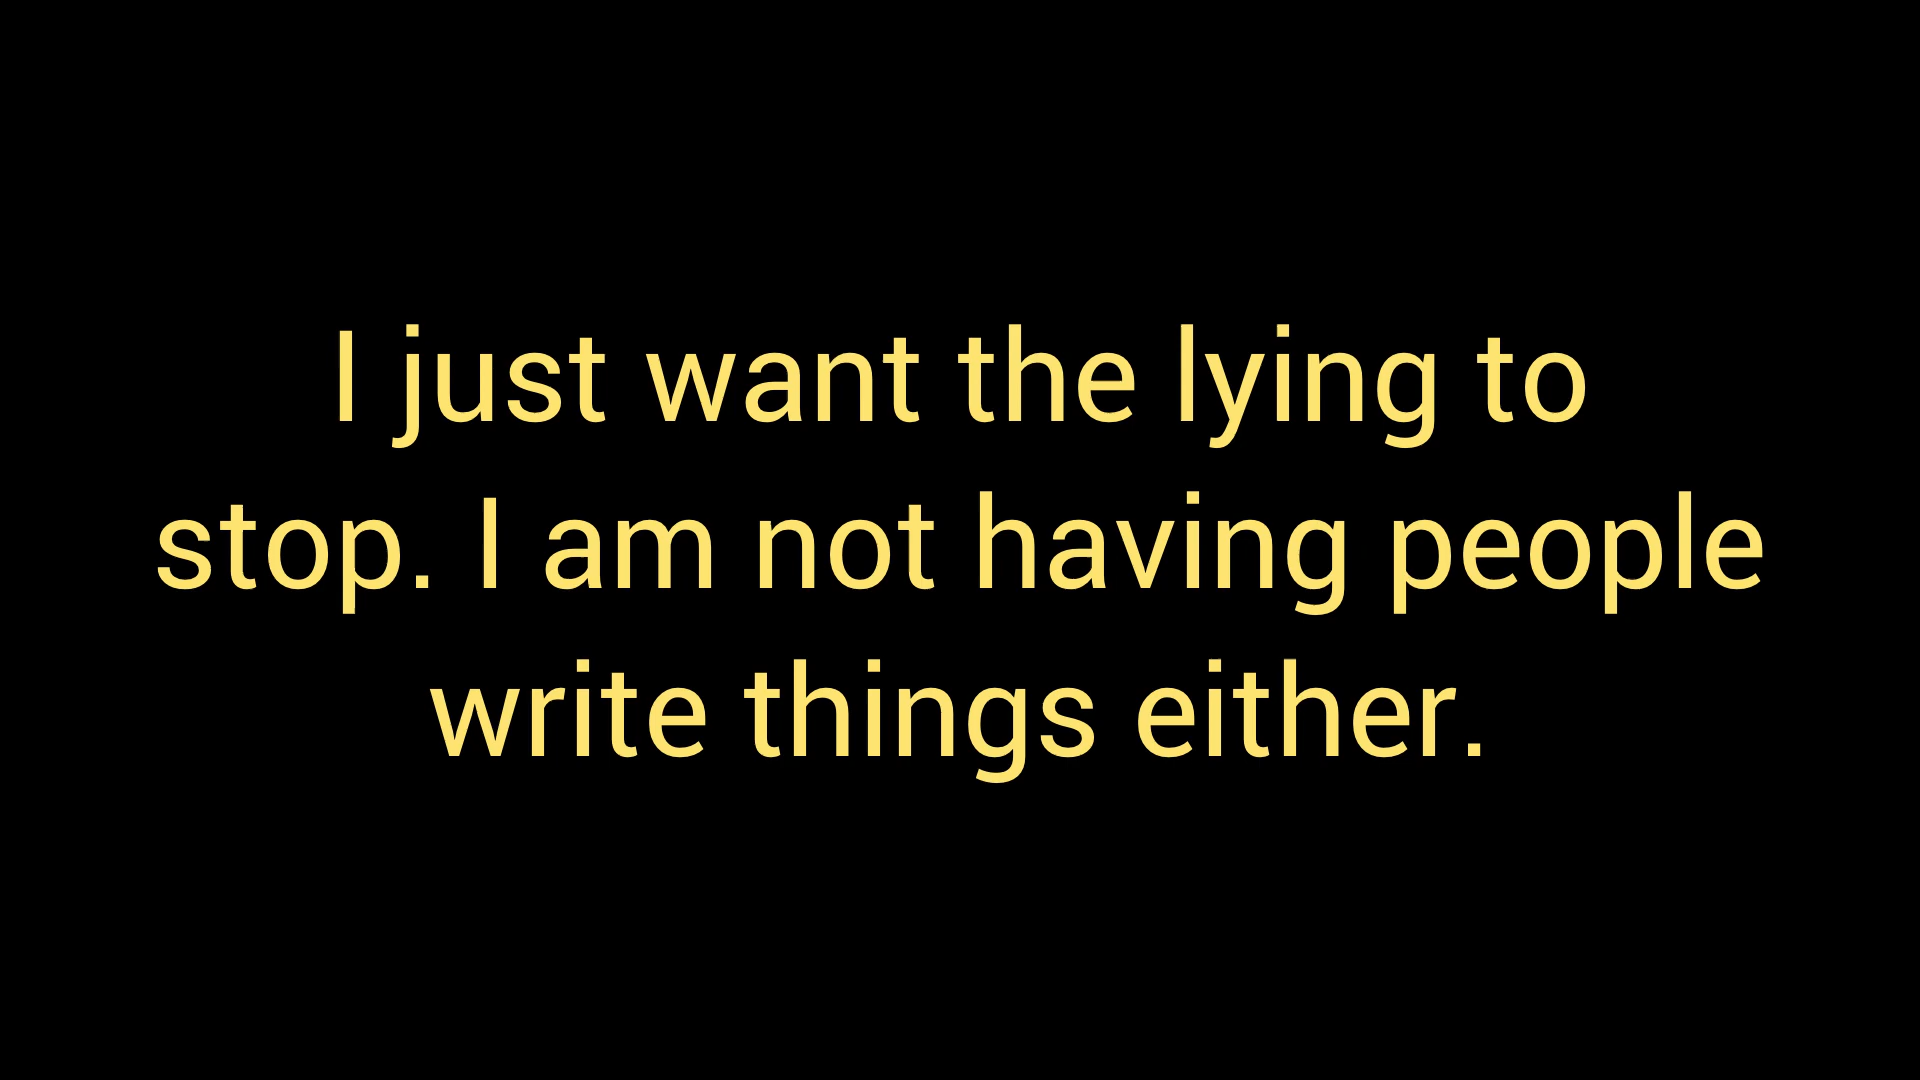 I just want the lying to
stop. I am not having people
write things either.